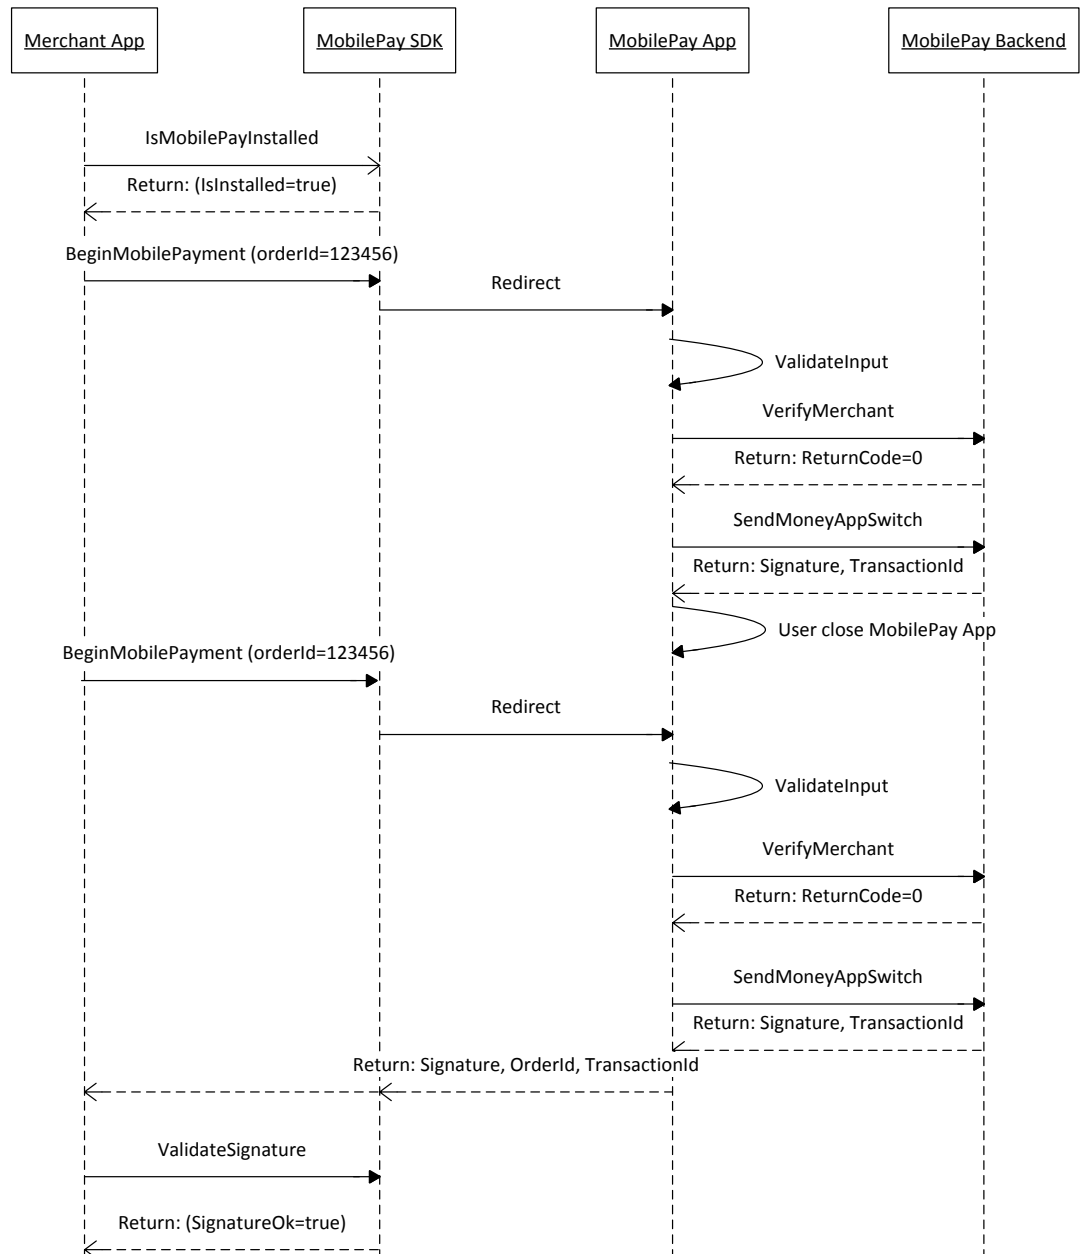 Merchant App
MobilePay SDK
MobilePay App
MobilePay Backend
IsMobilePayInstalled
Return: (IsInstalled=true)
BeginMobilePayment (orderId=123456)
Redirect
ValidateInput
VerifyMerchant
Return: ReturnCode=0
SendMoneyAppSwitch
Return: Signature, TransactionId
User close MobilePay App
BeginMobilePayment (orderId=123456)
Redirect
ValidateInput
VerifyMerchant
Return: ReturnCode=0
SendMoneyAppSwitch
Return: Signature, TransactionId
Return: Signature, OrderId, TransactionId
ValidateSignature
Return: (SignatureOk=true)